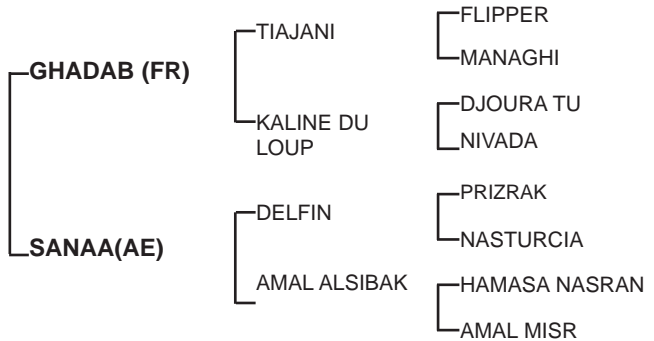 GHADAB (FR)
TIAJANI
FLIPPER
MANAGHI
KALINE DU
LOUP
DJOURA TU
NIVADA
SANAA(AE)
DELFIN
PRIZRAK
NASTURCIA
AMAL ALSIBAK
HAMASA NASRAN
AMAL MISR